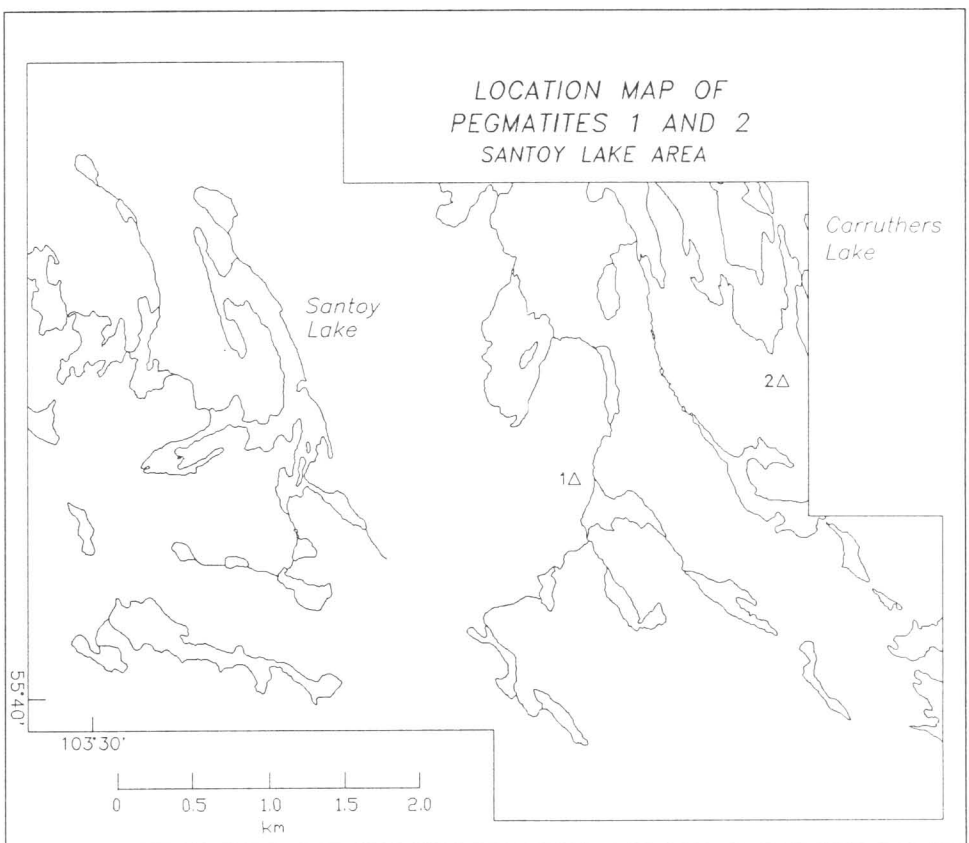 LOCATION MAP OF
PEGMATITES 1 AND 2
SANTOY LAKE AREA
Carruthers
Lake
Santoy
Lake
2△
1△
55°40'
103°30'
0 0.5 1.0 1.5 2.0
km